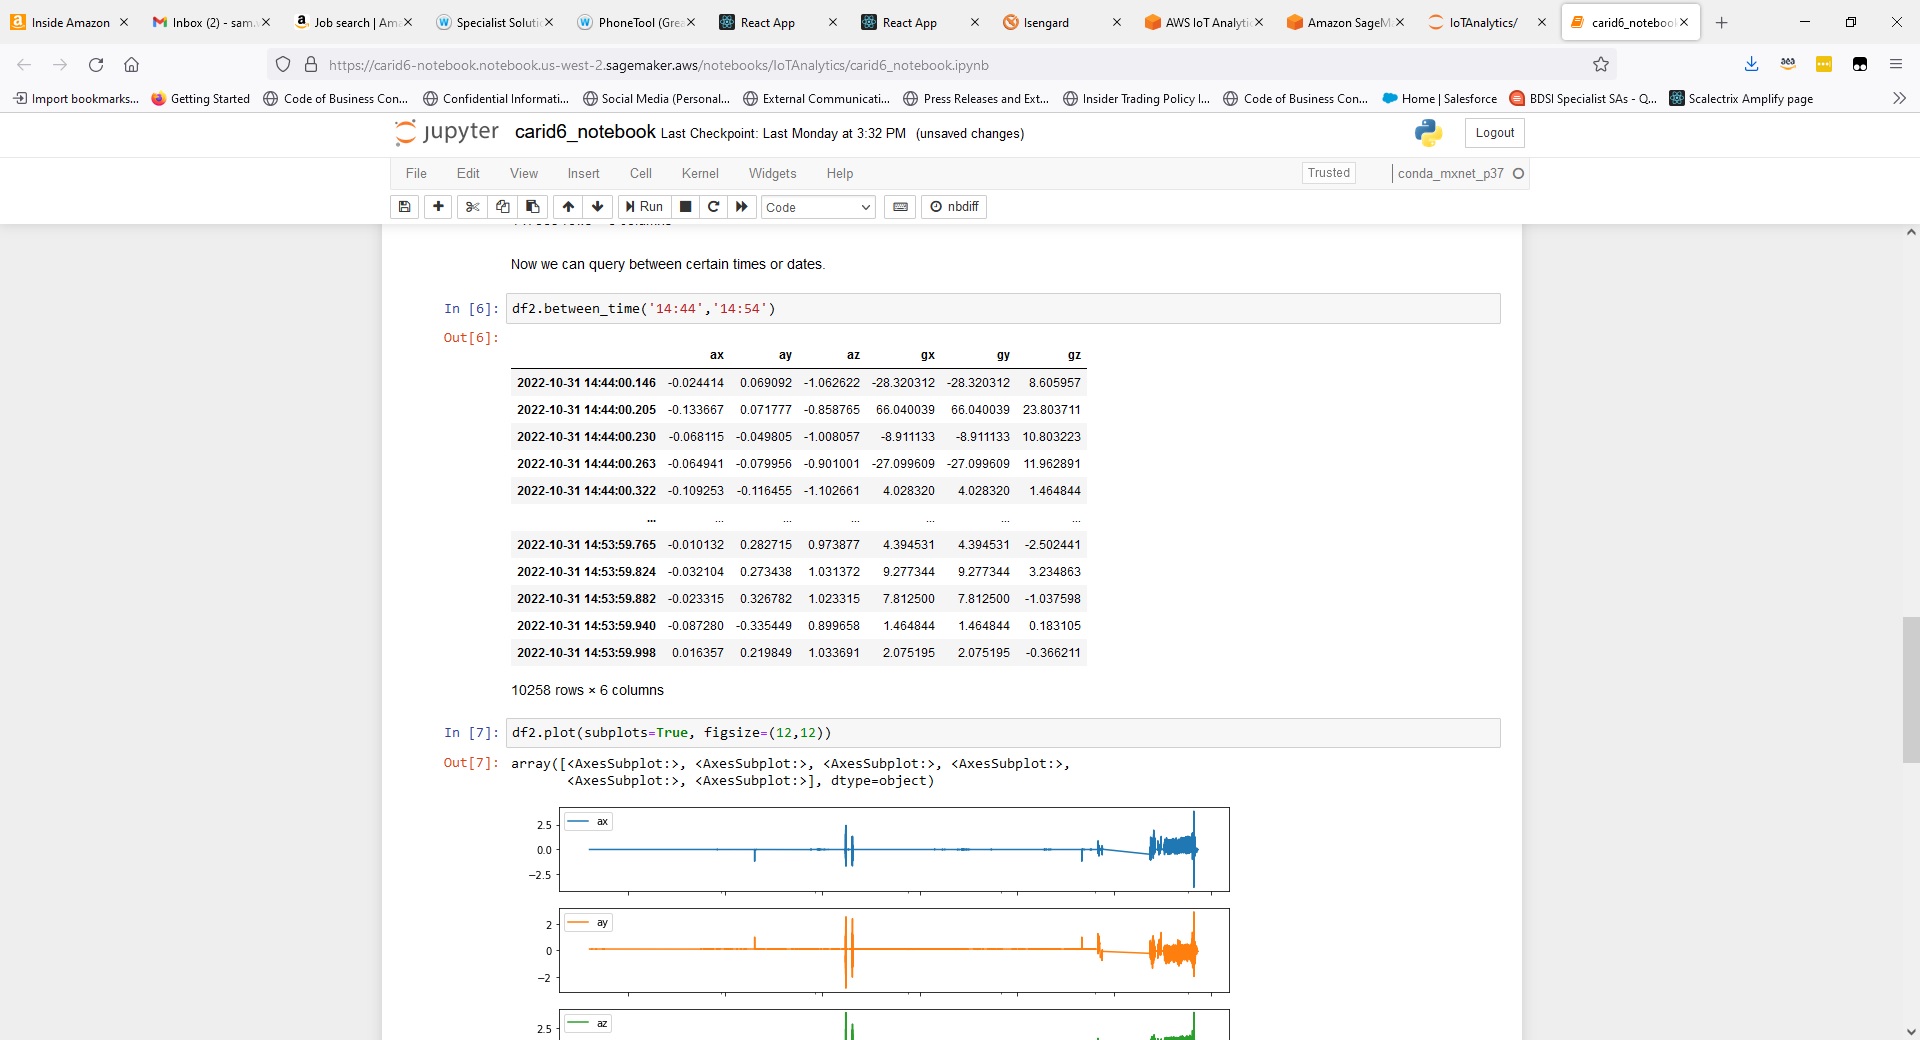 Inside Amazon
Inbox (2) - sam.
Job search | Am
Specialist Soluti
PhoneTool (Grea
React App
React App
Isengard
AWS IoT Analytic
Amazon SageM
IoTAnalytics/
carid6_noteboo
https://carid6-notebook.notebook.us-west-2.sagemaker.aws/notebooks/IoTAnalytics/carid6_notebook.ipynb
Import bookmarks... Getting Started Code of Business Con... Confidential Informati... Social Media (Personal... External Communicati... Press Releases and Ext... Insider Trading Policy I... Code of Business Con... Home | Salesforce BDSI Specialist SAs - Q... Scalectrix Amplify page
jupyter carid6_notebook Last Checkpoint: Last Monday at 3:32 PM (unsaved changes) Logout
File Edit View Insert Cell Kernel Widgets Help Trusted conda_mxnet_p37
Run Code nbdiff
Now we can query between certain times or dates.
In [6]: df2.between_time('14:44','14:54')
Out[6]:
ax ay az gx gy gz
2022-10-31 14:44:00.146 -0.024414 0.069092 -1.062622 -28.320312 -28.320312 8.605957
2022-10-31 14:44:00.205 -0.133667 0.071777 -0.858765 66.040039 66.040039 23.803711
2022-10-31 14:44:00.230 -0.068115 -0.049805 -1.008057 -8.911133 -8.911133 10.803223
2022-10-31 14:44:00.263 -0.064941 -0.079956 -0.901001 -27.099609 -27.099609 11.962891
2022-10-31 14:44:00.322 -0.109253 -0.116455 -1.102661 4.028320 4.028320 1.464844
... ... ... ... ... ... ...
2022-10-31 14:53:59.765 -0.010132 0.282715 0.973877 4.394531 4.394531 -2.502441
2022-10-31 14:53:59.824 -0.032104 0.273438 1.031372 9.277344 9.277344 3.234863
2022-10-31 14:53:59.882 -0.023315 0.326782 1.023315 7.812500 7.812500 -1.037598
2022-10-31 14:53:59.940 -0.087280 -0.335449 0.899658 1.464844 1.464844 0.183105
2022-10-31 14:53:59.998 0.016357 0.219849 1.033691 2.075195 2.075195 -0.366211
10258 rows × 6 columns
In [7]: df2.plot(subplots=True, figsize=(12,12))
Out[7]: array([<AxesSubplot:>, <AxesSubplot:>, <AxesSubplot:>, <AxesSubplot:>,
<AxesSubplot:>, <AxesSubplot:>], dtype=object)
ax
2.5
0.0
−2.5
ay
2
0
−2
az
2.5